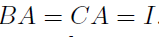 BA = CA = I.